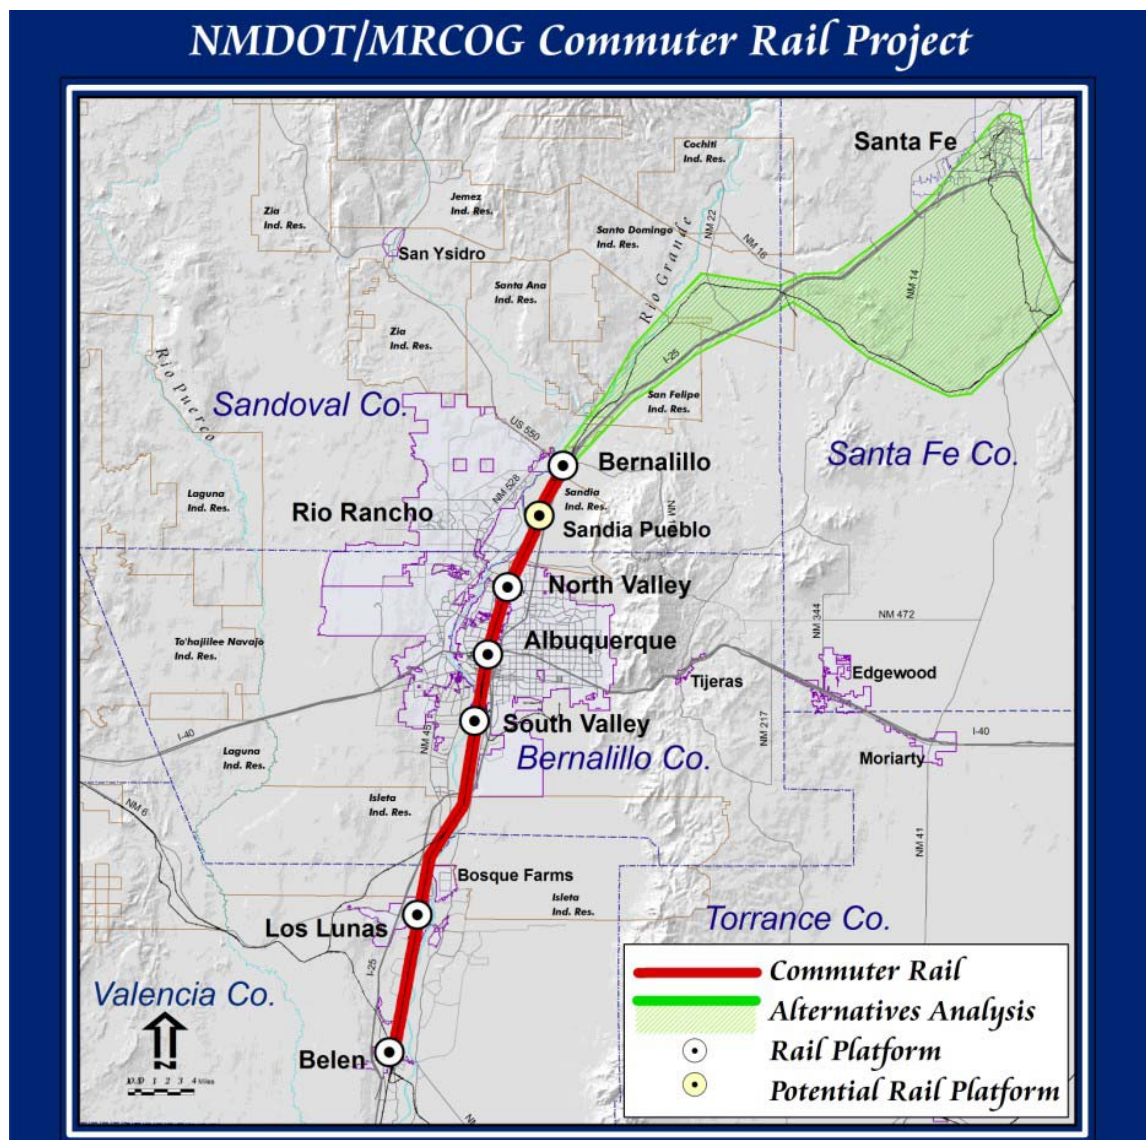 NMDOT/MRCOG Commuter Rail Project
Santa Fe
Cochiti
Ind. Res.
Jemez
Ind. Res.
Zia
Ind. Res.
NM 22
Santo Domingo
Ind. Res.
NM 16
San Ysidro
Rio Grande
NM 14
Santa Ana
Ind. Res.
Zia
Ind. Res.
I-25
Rio Puerco
San Felipe
Ind. Res.
Sandoval Co.
US 550
Santa Fe Co.
Bernalillo
NM 528
Laguna
Ind. Res.
Sandia
Ind. Res.
NM
Rio Rancho
Sandia Pueblo
North Valley
NM 344
NM 472
To'hajiilee Navajo
Ind. Res.
Albuquerque
Edgewood
Tijeras
South Valley
NM 217
I-40
NM 45
I-40
Laguna
Ind. Res.
Bernalillo Co.
Moriarty
NM 6
Isleta
Ind. Res.
NM 41
Bosque Farms
Isleta
Ind. Res.
Los Lunas
Torrance Co.
I-25
Valencia Co.
Commuter Rail
Alternatives Analysis
Rail Platform
Potential Rail Platform
Belen
N
1 2 3 4 Miles